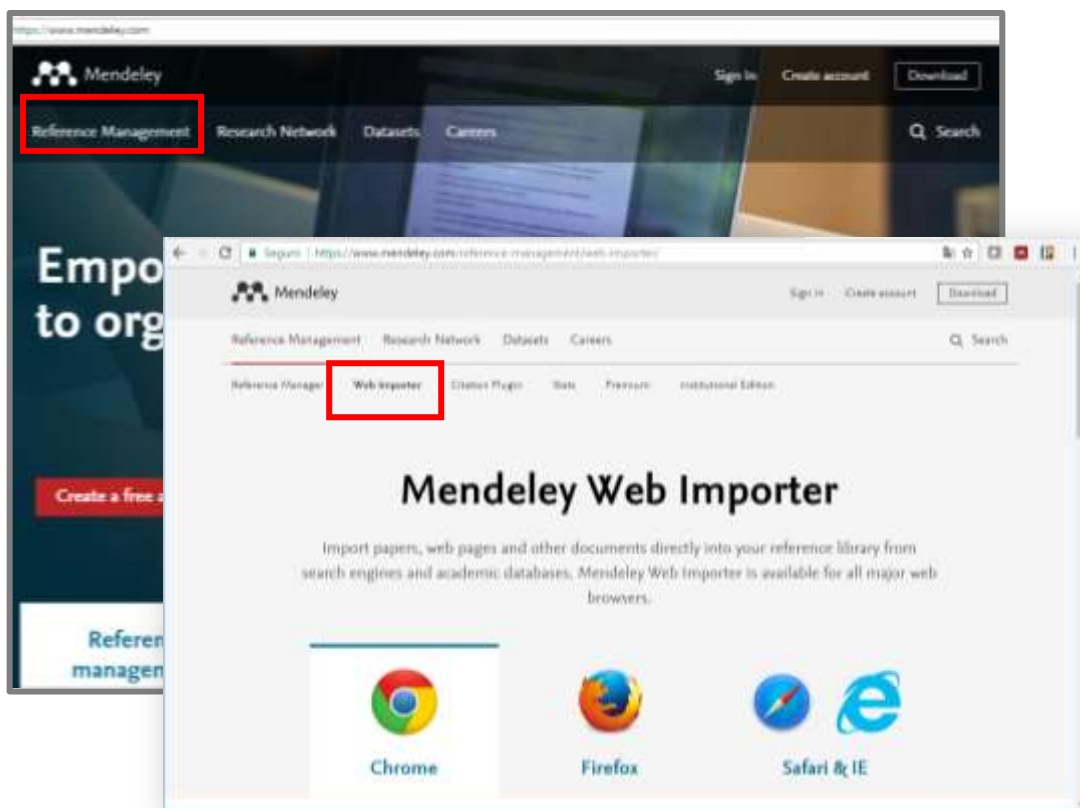 https://www.mendeley.com
Mendeley
Sign In Create account Download
Reference Management Research Network Datasets Careers Search
Empo
to org
Create a free a
Referen
managen
Seguro | https://www.mendeley.com/reference-management/web-importer/
Mendeley
Sign In Create account Download
Reference Management Research Network Datasets Careers Search
Reference Manager Web Importer Citation Plugin Stats Premium Institutional Edition
Mendeley Web Importer
Import papers, web pages and other documents directly into your reference library from
search engines and academic databases. Mendeley Web Importer is available for all major web
browsers.
Chrome Firefox Safari & IE